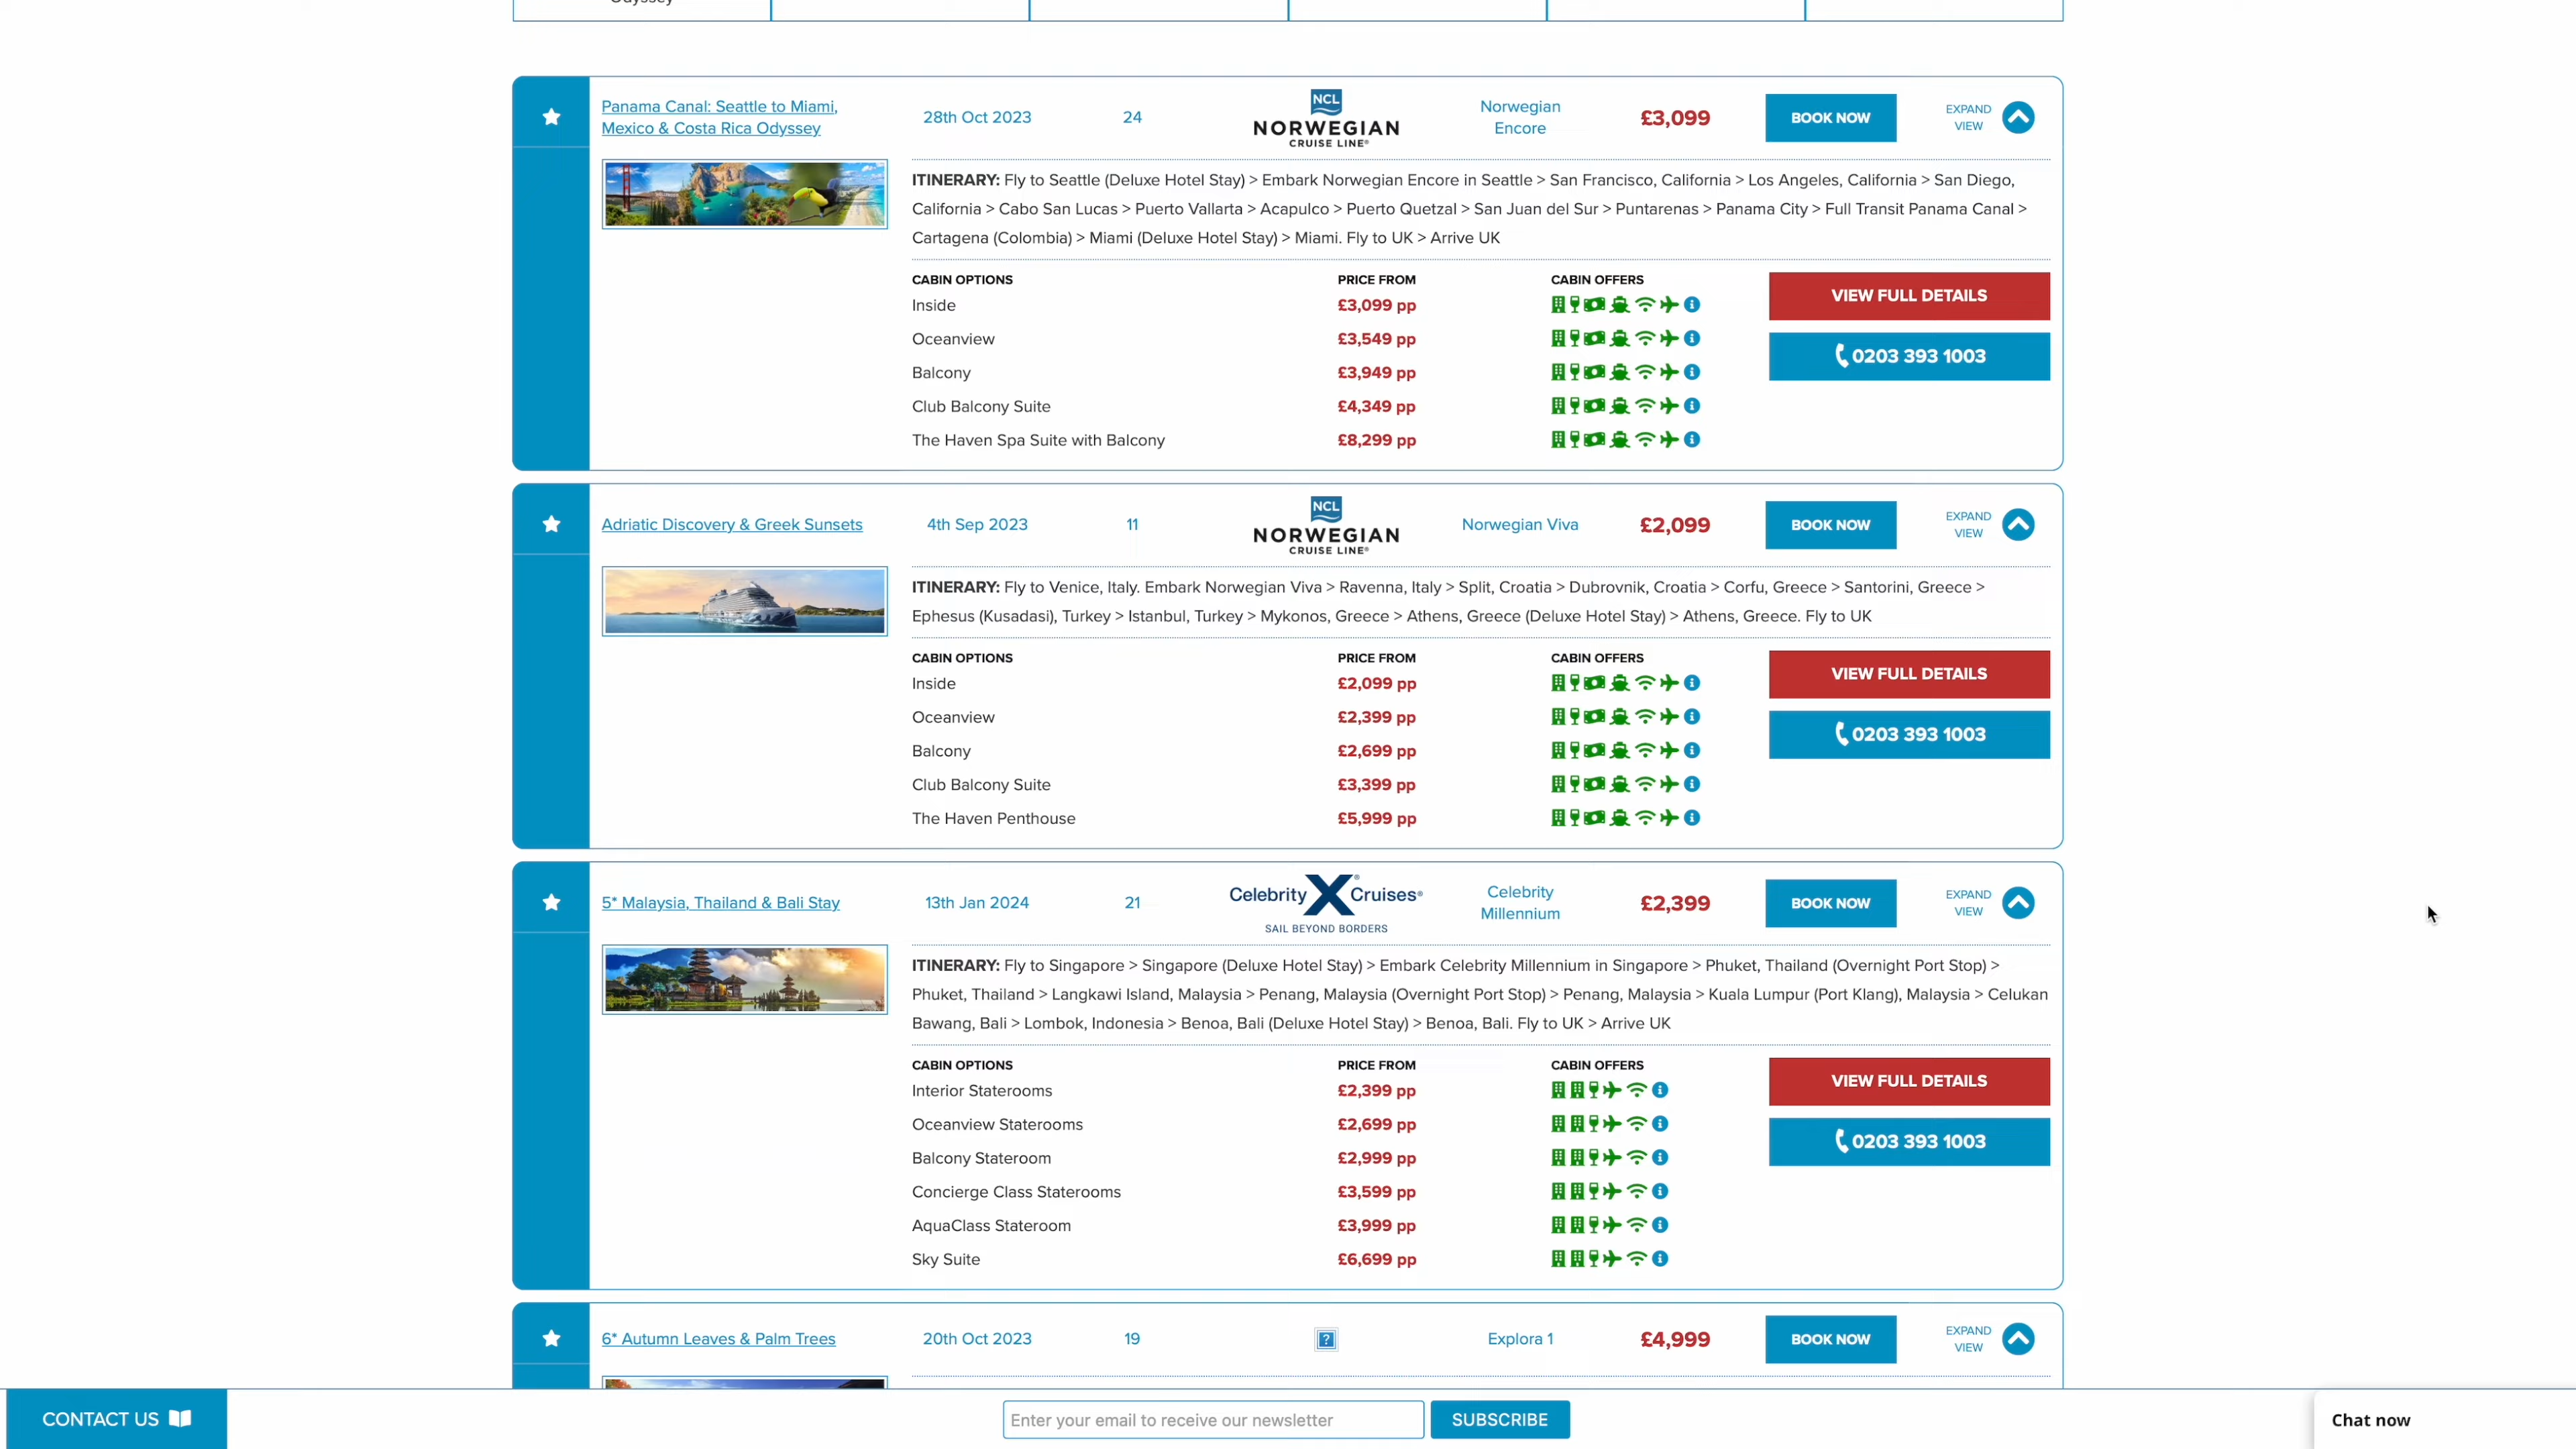 Panama Canal: Seattle to Miami,
Mexico & Costa Rica Odyssey
28th Oct 2023
24
NCL
NORWEGIAN
CRUISE LINE®
Norwegian
Encore
£3,099
BOOK NOW
EXPAND
VIEW
ITINERARY: Fly to Seattle (Deluxe Hotel Stay) > Embark Norwegian Encore in Seattle > San Francisco, California > Los Angeles, California > San Diego,
California > Cabo San Lucas > Puerto Vallarta > Acapulco > Puerto Quetzal > San Juan del Sur > Puntarenas > Panama City > Full Transit Panama Canal >
Cartagena (Colombia) > Miami (Deluxe Hotel Stay) > Miami. Fly to UK > Arrive UK
CABIN OPTIONS PRICE FROM CABIN OFFERS
Inside £3,099 pp
Oceanview £3,549 pp
Balcony £3,949 pp
Club Balcony Suite £4,349 pp
The Haven Spa Suite with Balcony £8,299 pp
VIEW FULL DETAILS
0203 393 1003
Adriatic Discovery & Greek Sunsets
4th Sep 2023
11
NCL
NORWEGIAN
CRUISE LINE®
Norwegian Viva
£2,099
BOOK NOW
EXPAND
VIEW
ITINERARY: Fly to Venice, Italy. Embark Norwegian Viva > Ravenna, Italy > Split, Croatia > Dubrovnik, Croatia > Corfu, Greece > Santorini, Greece >
Ephesus (Kusadasi), Turkey > Istanbul, Turkey > Mykonos, Greece > Athens, Greece (Deluxe Hotel Stay) > Athens, Greece. Fly to UK
CABIN OPTIONS PRICE FROM CABIN OFFERS
Inside £2,099 pp
Oceanview £2,399 pp
Balcony £2,699 pp
Club Balcony Suite £3,399 pp
The Haven Penthouse £5,999 pp
VIEW FULL DETAILS
0203 393 1003
5* Malaysia, Thailand & Bali Stay
13th Jan 2024
21
Celebrity X Cruises®
SAIL BEYOND BORDERS
Celebrity
Millennium
£2,399
BOOK NOW
EXPAND
VIEW
ITINERARY: Fly to Singapore > Singapore (Deluxe Hotel Stay) > Embark Celebrity Millennium in Singapore > Phuket, Thailand (Overnight Port Stop) >
Phuket, Thailand > Langkawi Island, Malaysia > Penang, Malaysia (Overnight Port Stop) > Penang, Malaysia > Kuala Lumpur (Port Klang), Malaysia > Celukan
Bawang, Bali > Lombok, Indonesia > Benoa, Bali (Deluxe Hotel Stay) > Benoa, Bali. Fly to UK > Arrive UK
CABIN OPTIONS PRICE FROM CABIN OFFERS
Interior Staterooms £2,399 pp
Oceanview Staterooms £2,699 pp
Balcony Stateroom £2,999 pp
Concierge Class Staterooms £3,599 pp
AquaClass Stateroom £3,999 pp
Sky Suite £6,699 pp
VIEW FULL DETAILS
0203 393 1003
6* Autumn Leaves & Palm Trees
20th Oct 2023
19
?
Explora 1
£4,999
BOOK NOW
EXPAND
VIEW
CONTACT US
Enter your email to receive our newsletter
SUBSCRIBE
Chat now